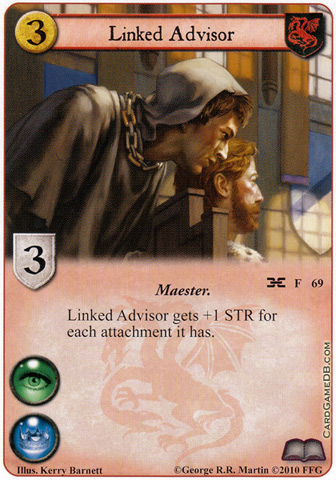 3 Linked Advisor
3
Maester.
F 69
Linked Advisor gets +1 STR for
each attachment it has.
CARDGAMEDB.COM
Illus. Kerry Barnett ©George R.R. Martin ©2010 FFG